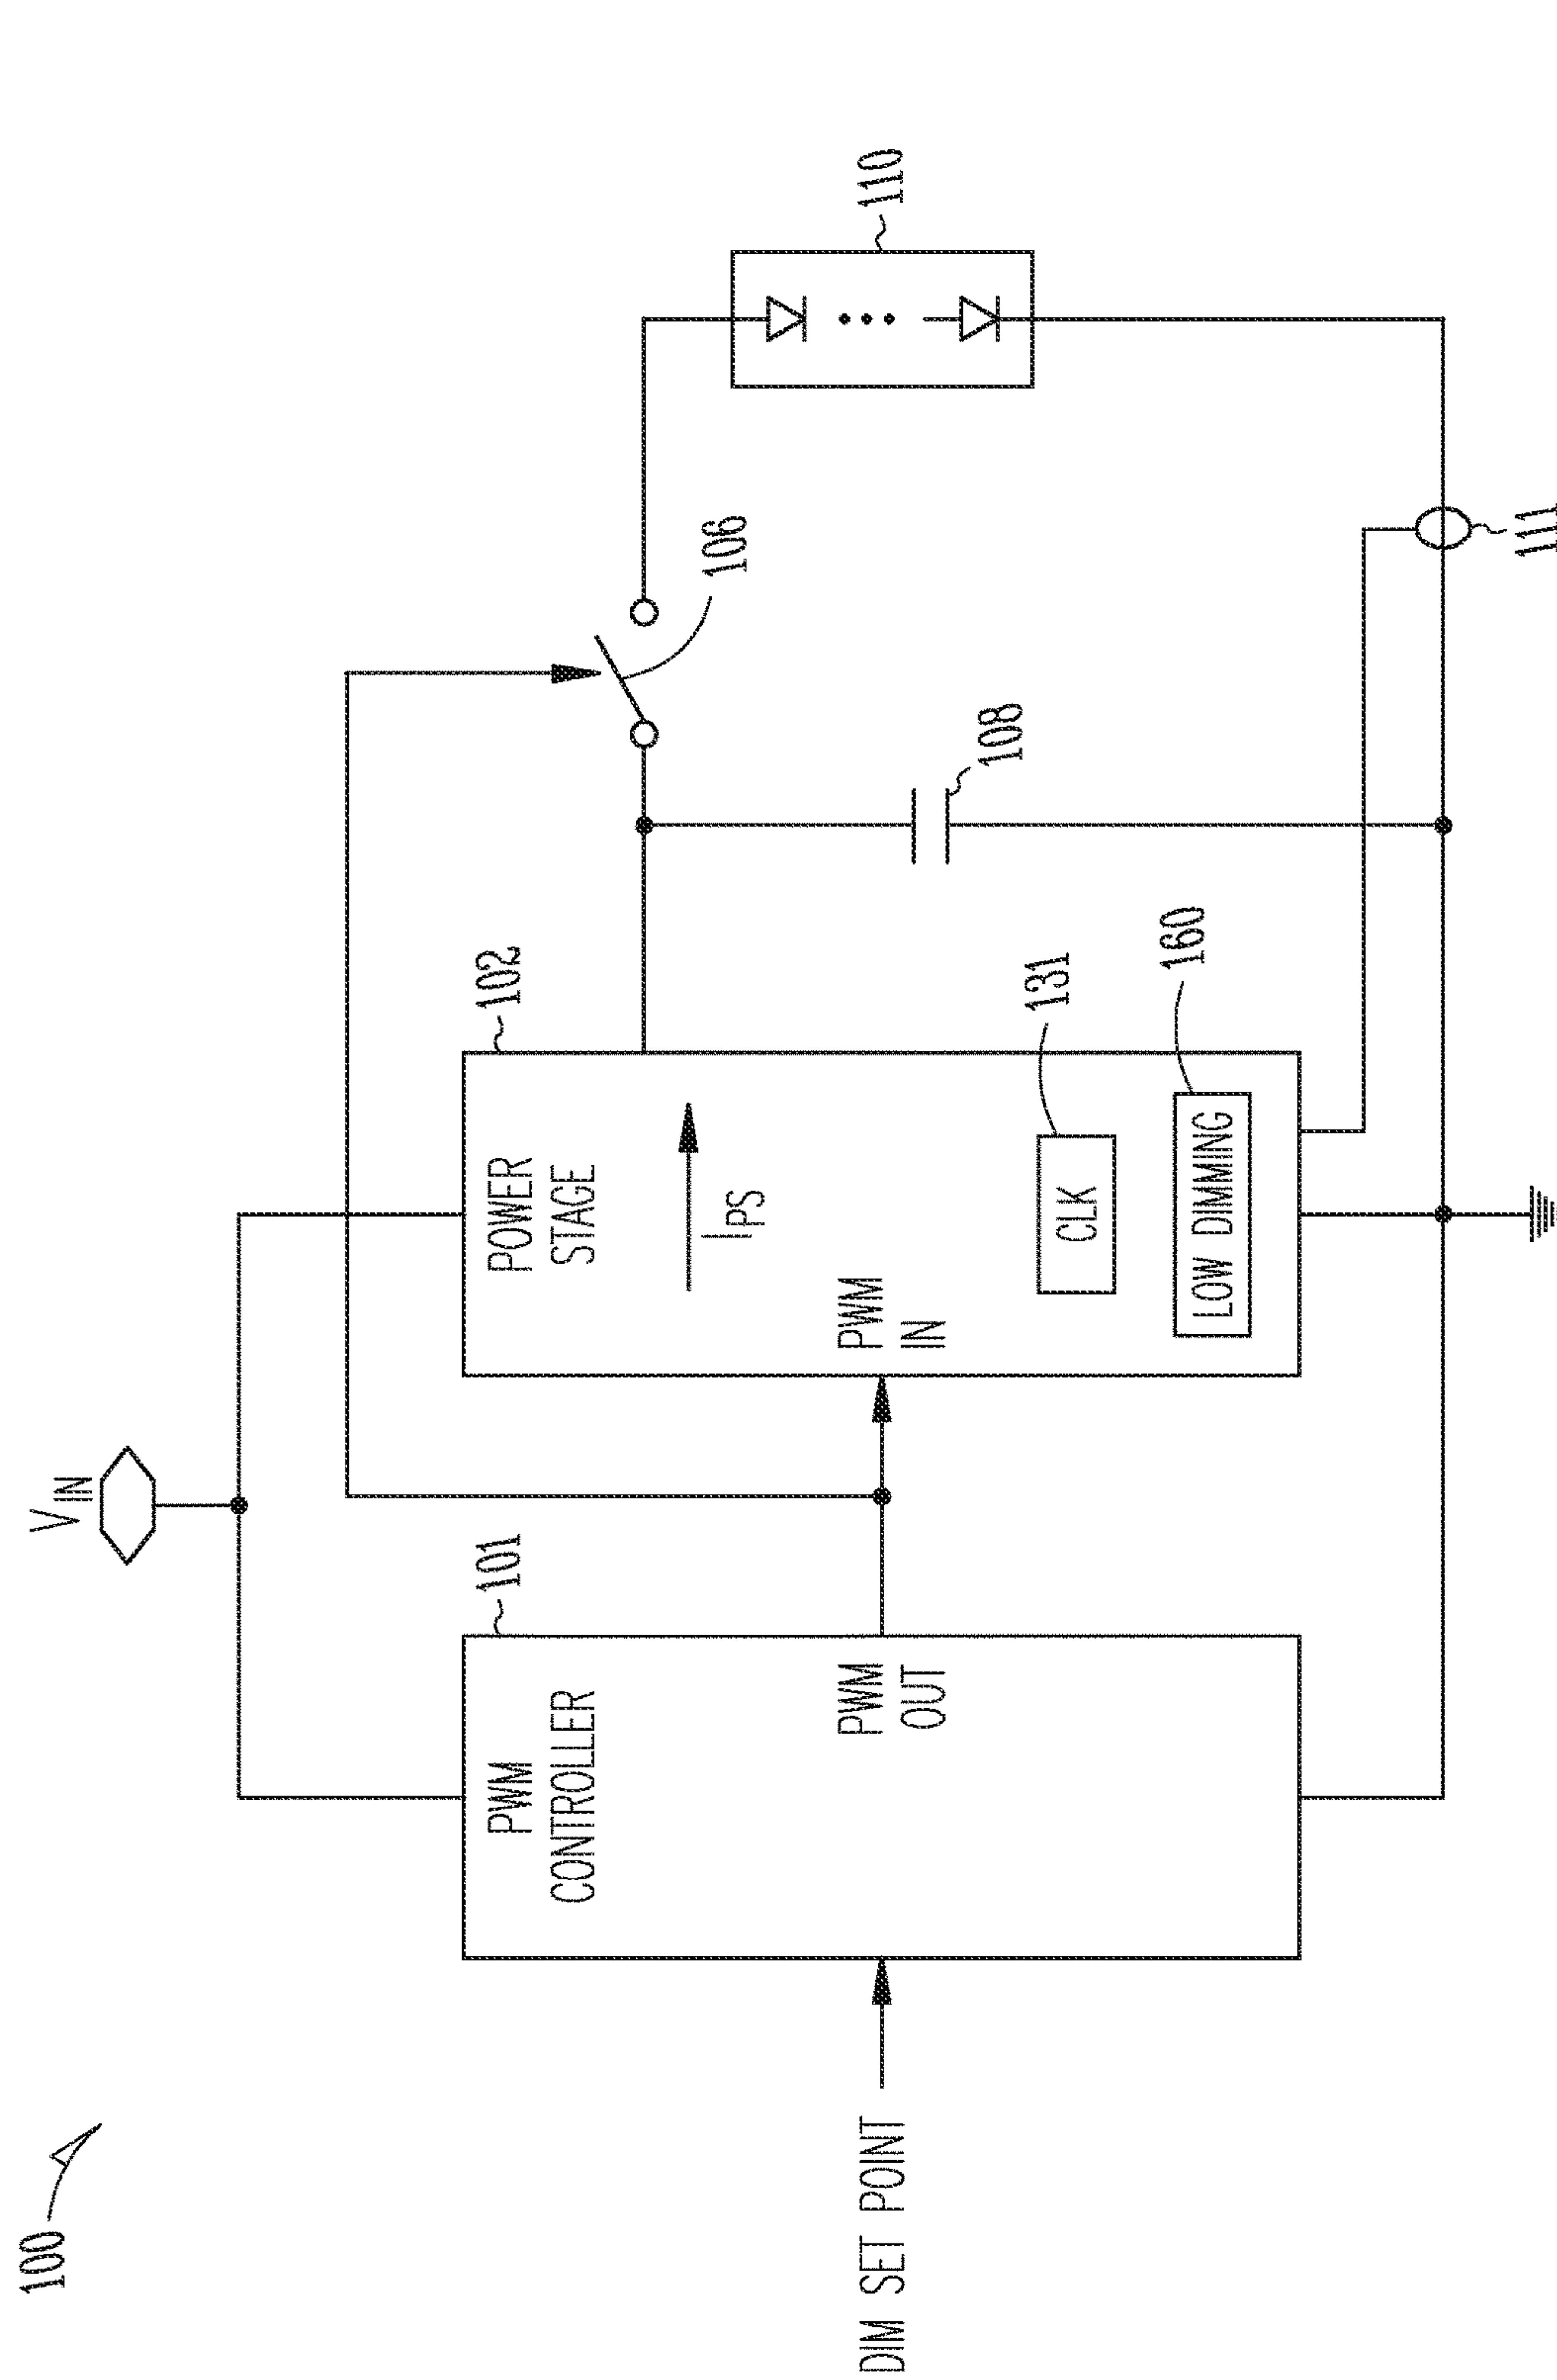 100
V_IN
101
102
PWM
CONTROLLER
POWER
STAGE
I_PS
106
110
PWM
OUT
PWM
IN
DIM SET POINT
108
CLK
131
LOW DIMMING
160
111